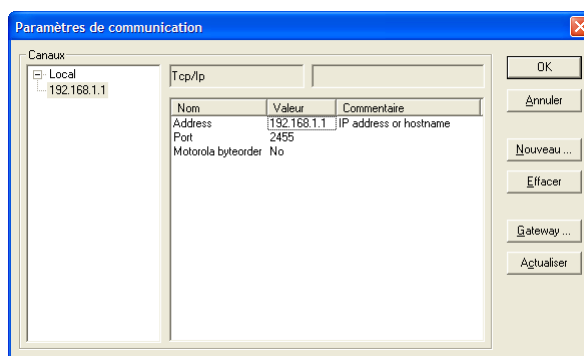 Paramètres de communication
Canaux
Local
192.168.1.1
Tcp/Ip
Nom Valeur Commentaire
Address 192.168.1.1 IP address or hostname
Port 2455
Motorola byteorder No
OK
Annuler
Nouveau ...
Effacer
Gateway ...
Actualiser